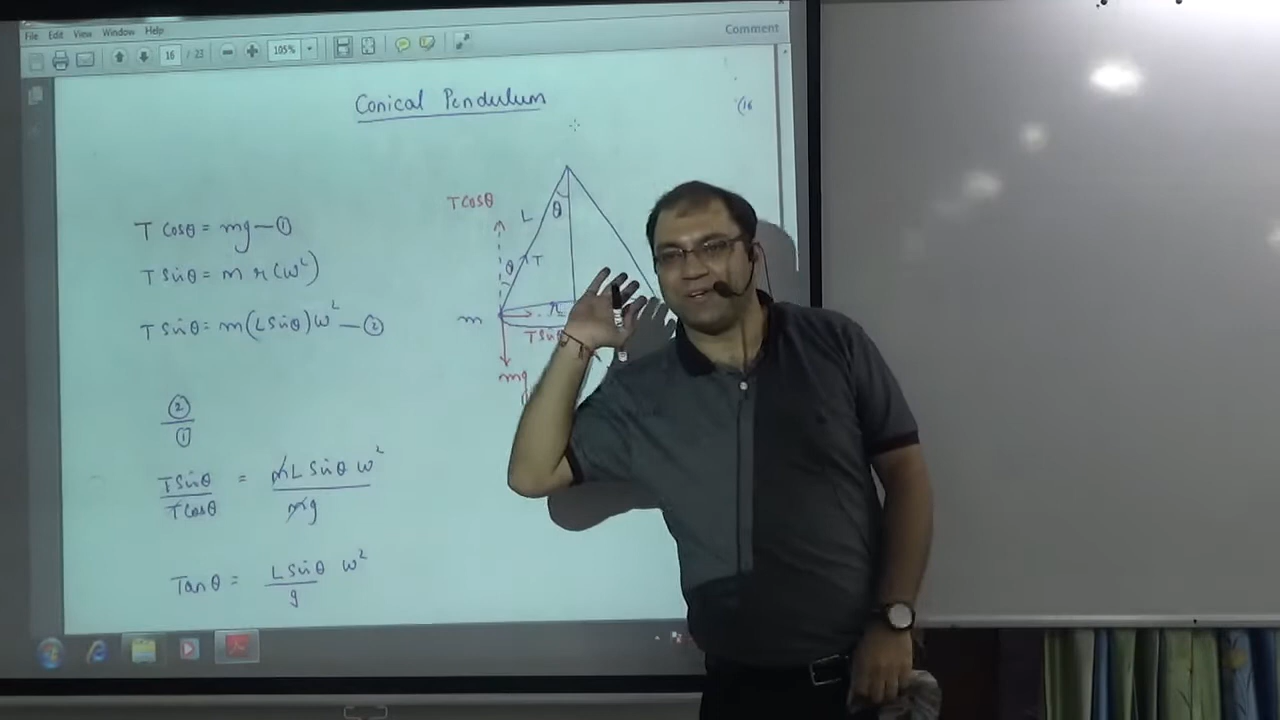 File Edit View Window Help
Comment
16 / 23
105%
Conical Pendulum
(16
T Cosθ = mg — ①
T Sinθ = m r (ω²)
T Sinθ = m(L Sinθ)ω² — ②
②
①
T Sinθ = m L Sinθ ω²
T Cosθ mg
Tan θ = L Sinθ ω²
g
T Cosθ
L θ
θ T
m r
T Sinθ
mg